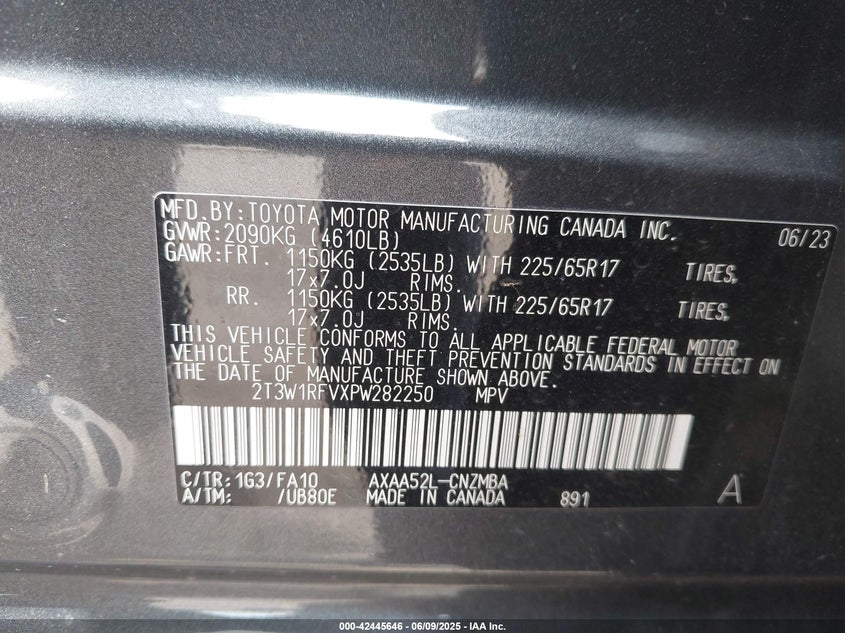 MFD.BY:TOYOTA MOTOR MANUFACTURING CANADA INC. 06/23
GVWR:2090KG (4610LB)
GAWR:FRT. 1150KG (2535LB) WITH 225/65R17 TIRES,
17x7.0J RIMS.
RR. 1150KG (2535LB) WITH 225/65R17 TIRES,
17x7.0J RIMS.
THIS VEHICLE CONFORMS TO ALL APPLICABLE FEDERAL MOTOR
VEHICLE SAFETY AND THEFT PREVENTION STANDARDS IN EFFECT ON
THE DATE OF MANUFACTURE SHOWN ABOVE.
2T3W1RFVXPW282250 MPV
C/TR:1G3/FA10 AXAA52L-CNZMBA
A/TM: /UB80E MADE IN CANADA 891 A
000-42445646 - 06/09/2025 - IAA Inc.